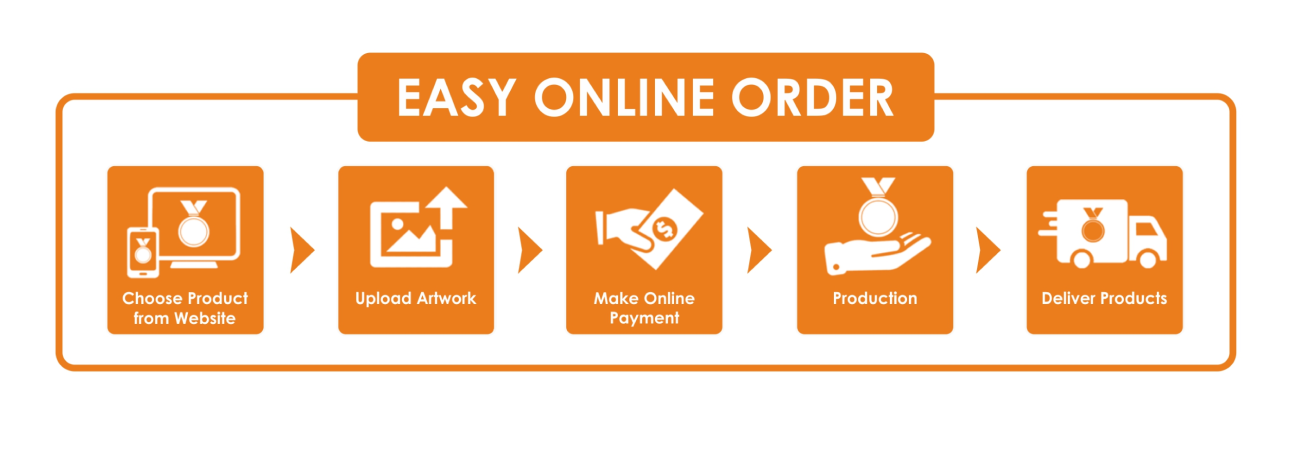 EASY ONLINE ORDER
Choose Product
from Website
Upload Artwork
Make Online
Payment
Production
Deliver Products